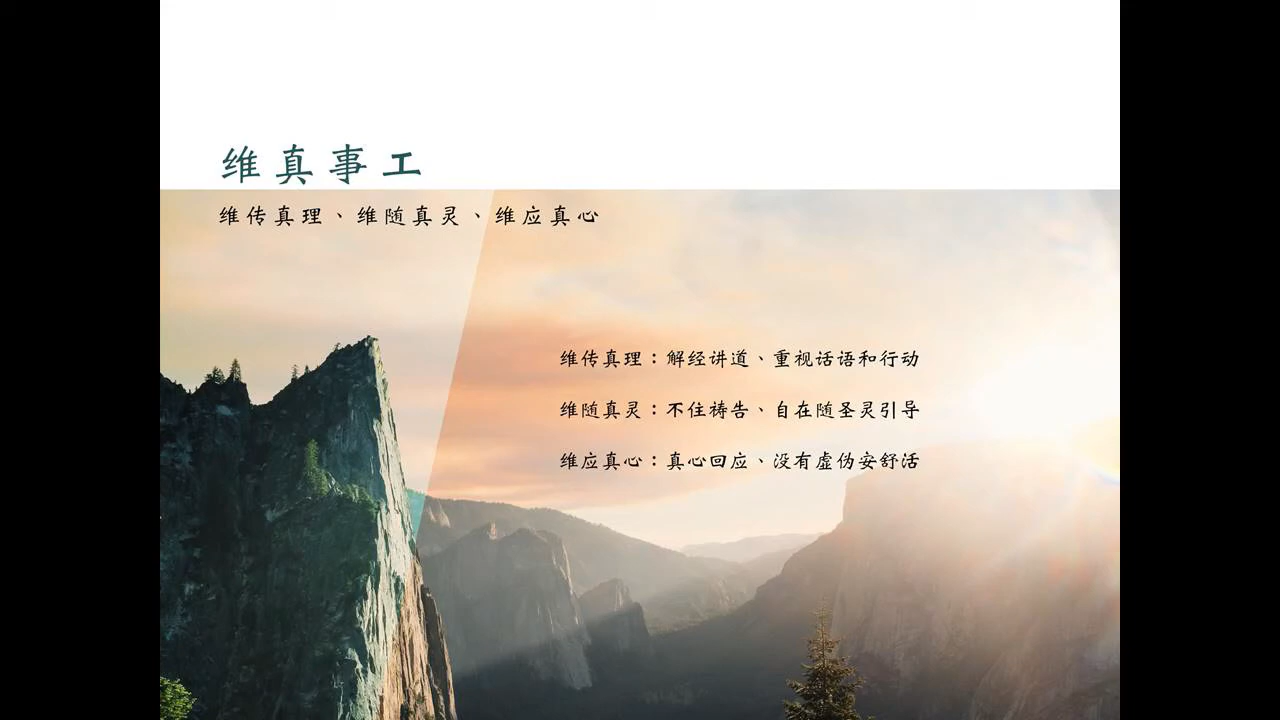 维真事工
维传真理、维随真灵、维应真心
维传真理：解经讲道、重视话语和行动
维随真灵：不住祷告、自在随圣灵引导
维应真心：真心回应、没有虚伪安舒活